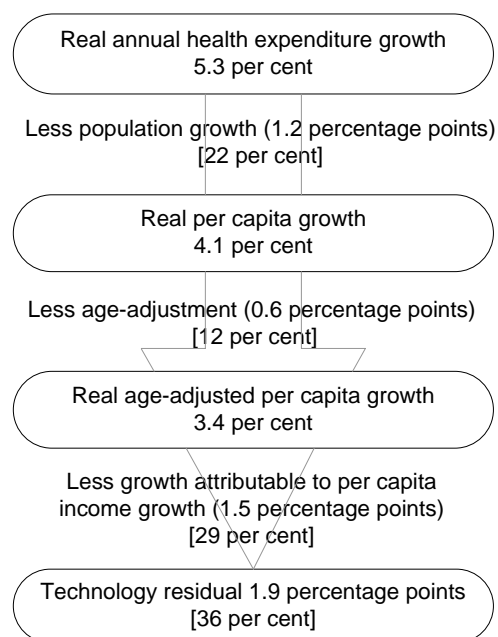 Real annual health expenditure growth
5.3 per cent
Less population growth (1.2 percentage points)
[22 per cent]
Real per capita growth
4.1 per cent
Less age-adjustment (0.6 percentage points)
[12 per cent]
Real age-adjusted per capita growth
3.4 per cent
Less growth attributable to per capita
income growth (1.5 percentage points)
[29 per cent]
Technology residual 1.9 percentage points
[36 per cent]